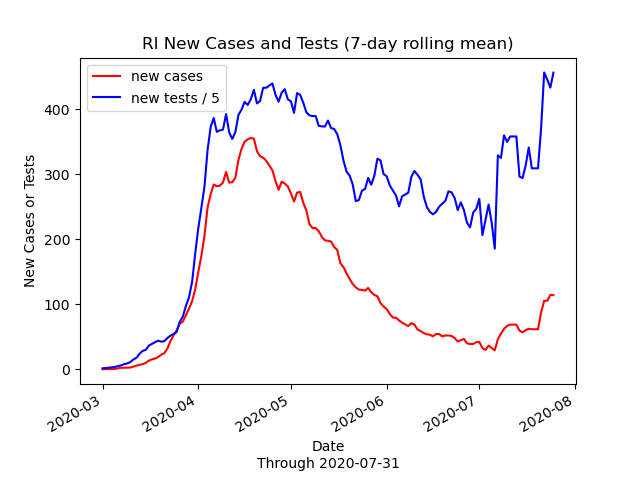 RI New Cases and Tests (7-day rolling mean)
new cases
new tests / 5
New Cases or Tests
400
300
200
100
0
2020-03
2020-04
2020-05
2020-06
2020-07
2020-08
Date
Through 2020-07-31